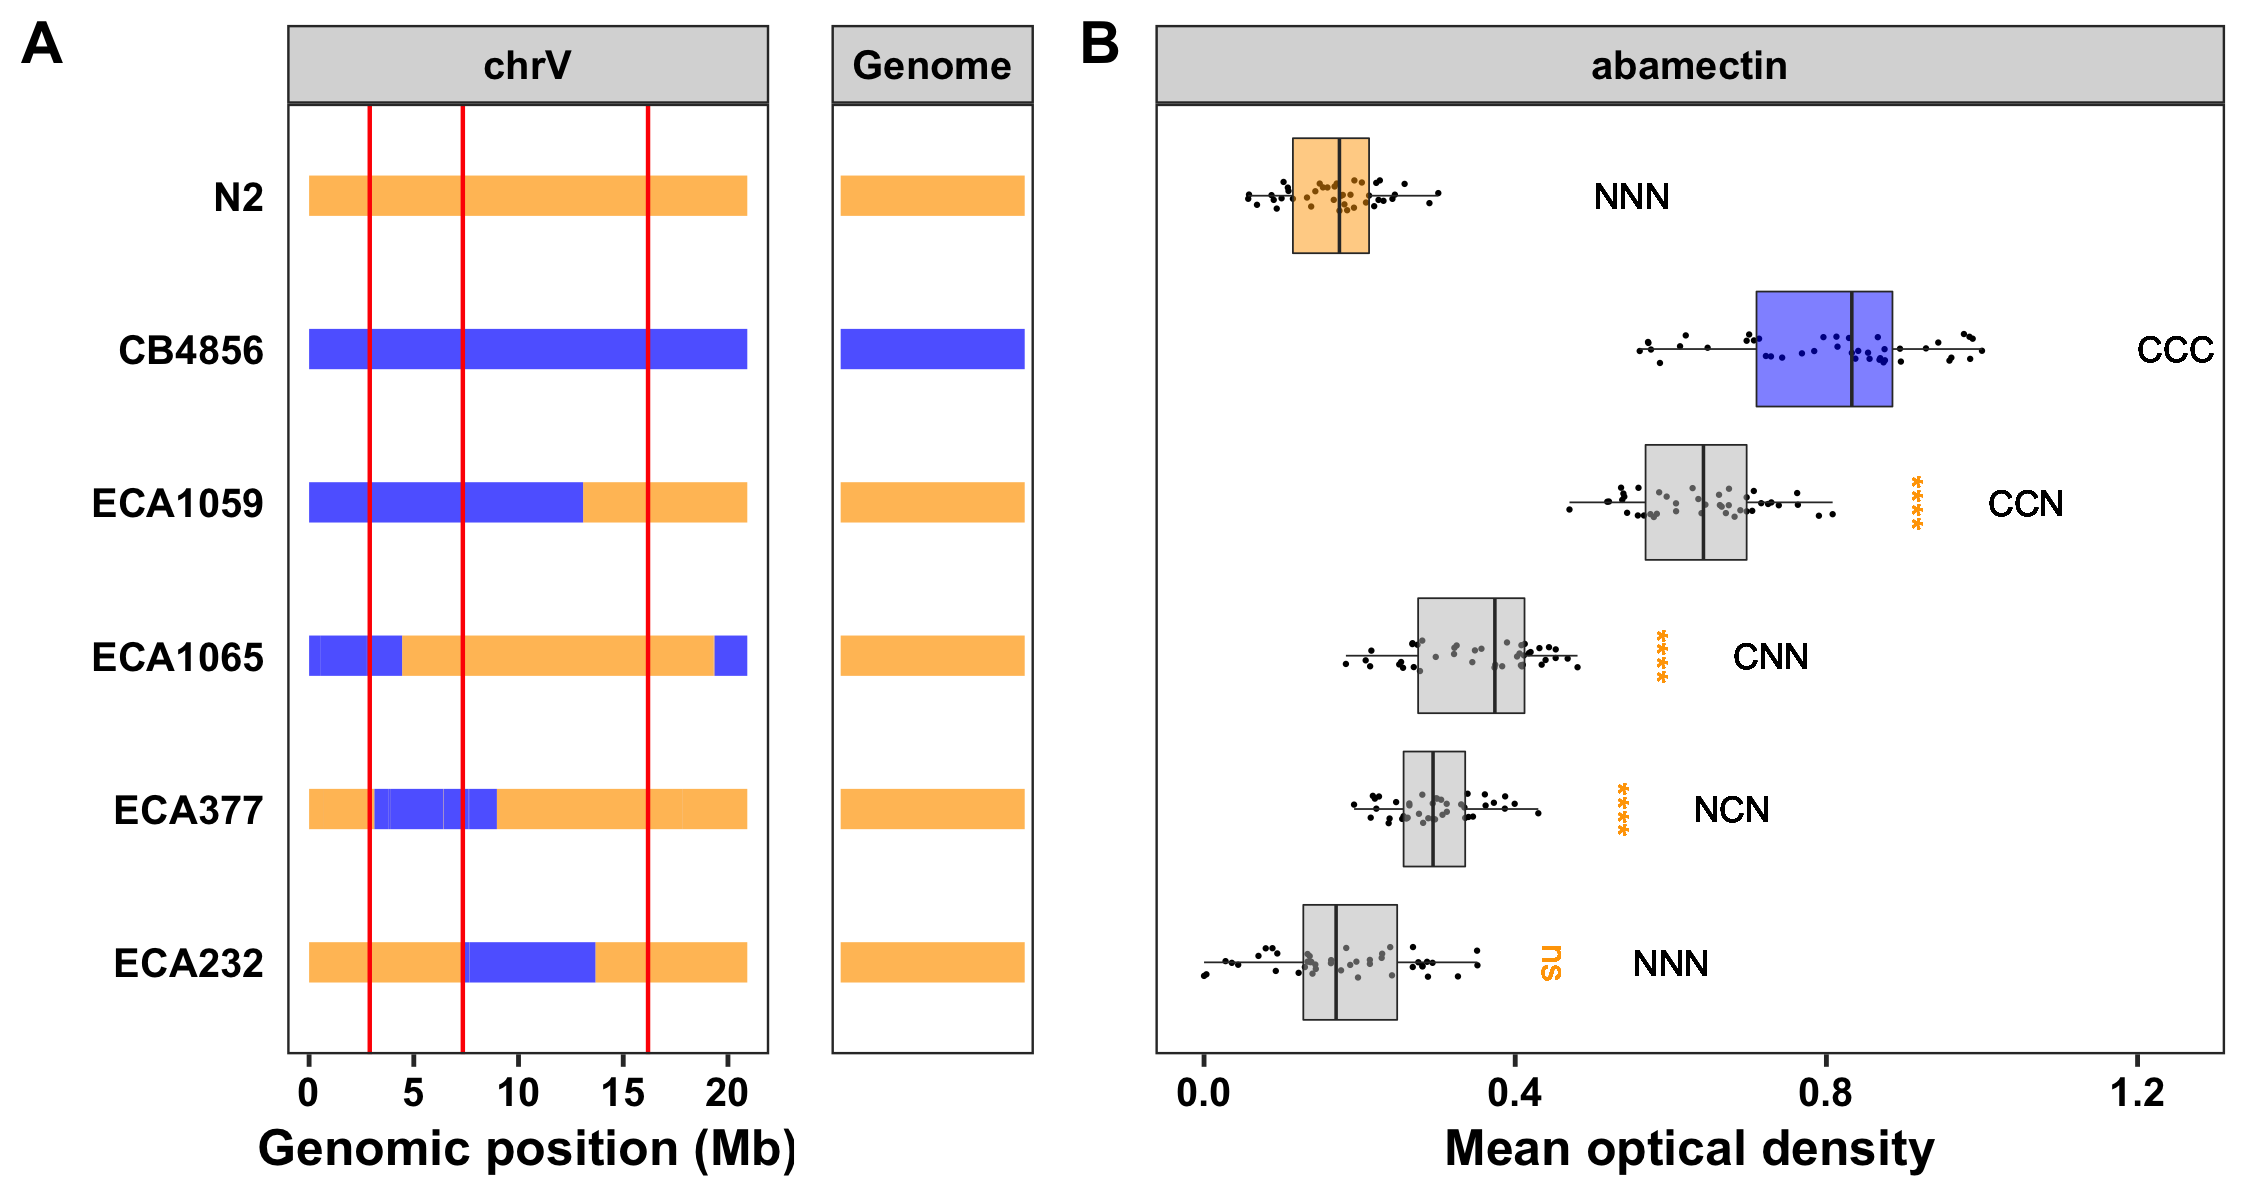 A
chrV
Genome
B
abamectin
N2
NNN
CB4856
CCC
ECA1059
****
CCN
ECA1065
****
CNN
ECA377
****
NCN
ECA232
ns
NNN
0 5 10 15 20
0.0 0.4 0.8 1.2
Genomic position (Mb)
Mean optical density